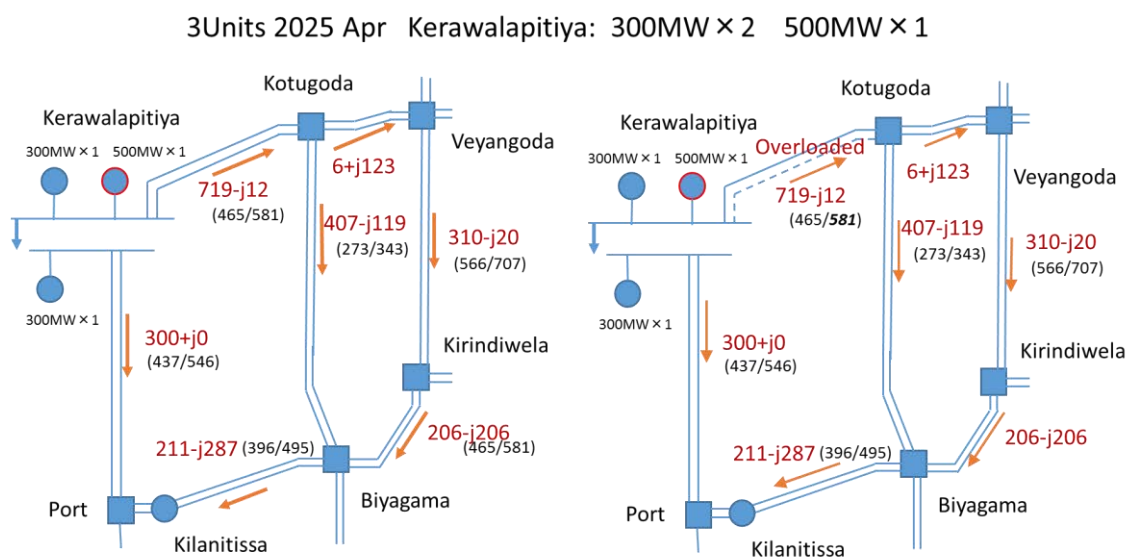 3Units 2025 Apr Kerawalapitiya: 300MW×2 500MW×1
Kotugoda
Kerawalapitiya
300MW×1
500MW×1
Veyangoda
6+j123
719-j12
(465/581)
407-j119
(273/343)
310-j20
(566/707)
300MW×1
300+j0
(437/546)
Kirindiwela
211-j287 (396/495)
206-j206
(465/581)
Port
Biyagama
Kilanitissa
Kotugoda
Kerawalapitiya
Overloaded
300MW×1
500MW×1
6+j123
Veyangoda
719-j12
(465/581)
407-j119
(273/343)
310-j20
(566/707)
300MW×1
300+j0
(437/546)
Kirindiwela
206-j206
211-j287 (396/495)
Port
Biyagama
Kilanitissa